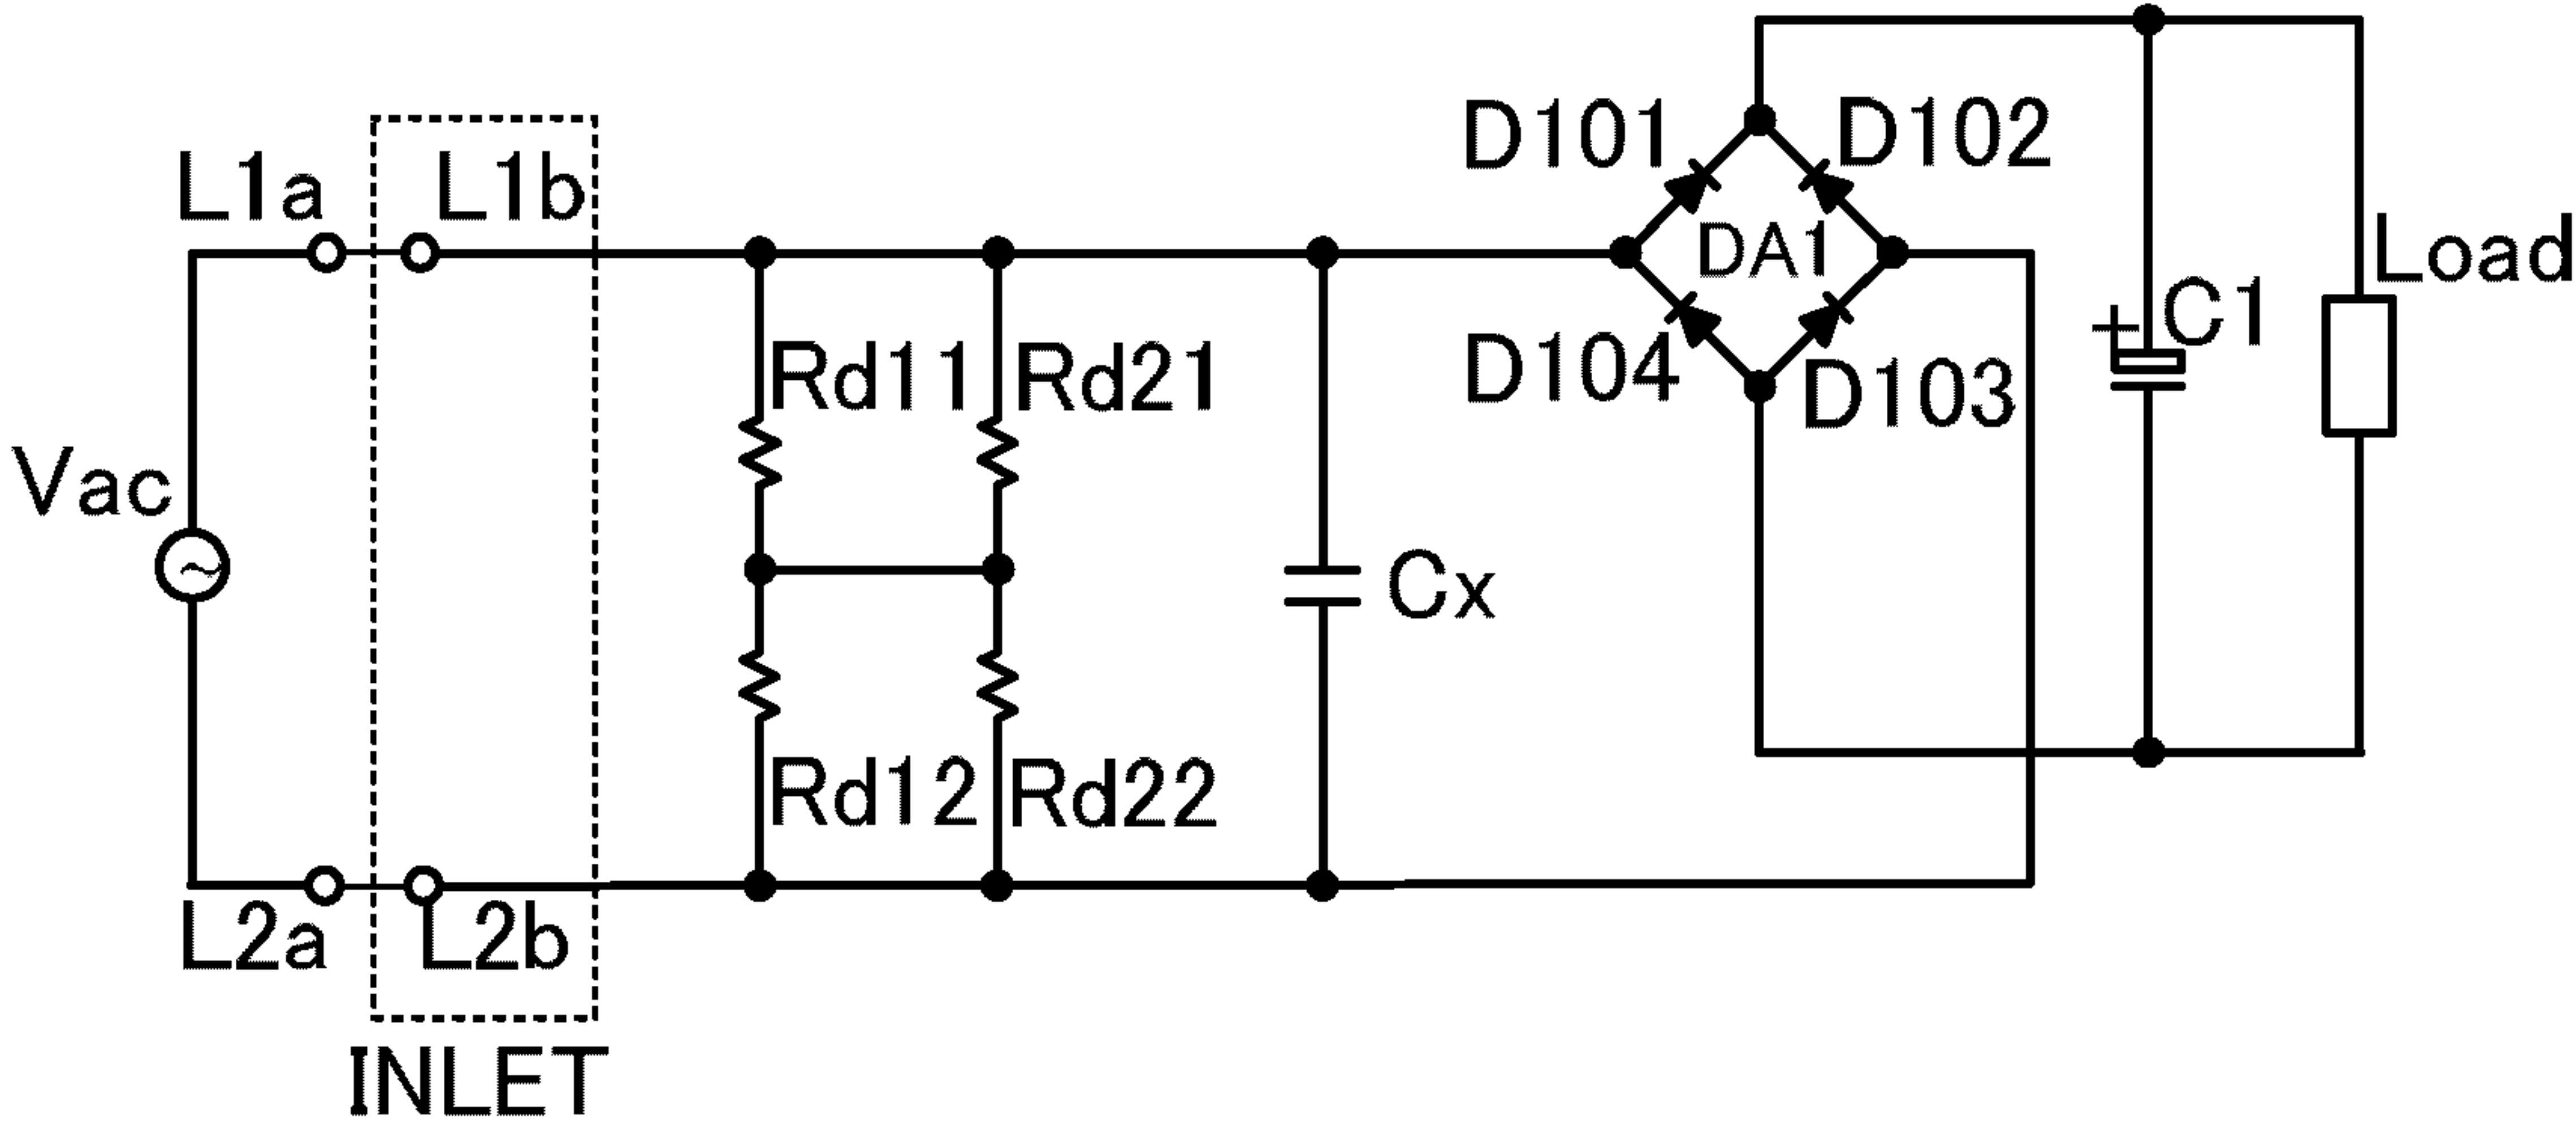 D101
D102
L1a
L1b
DA1
Load
C1
+
Rd11
Rd21
D104
D103
Vac
~
Cx
Rd12
Rd22
L2a
L2b
INLET